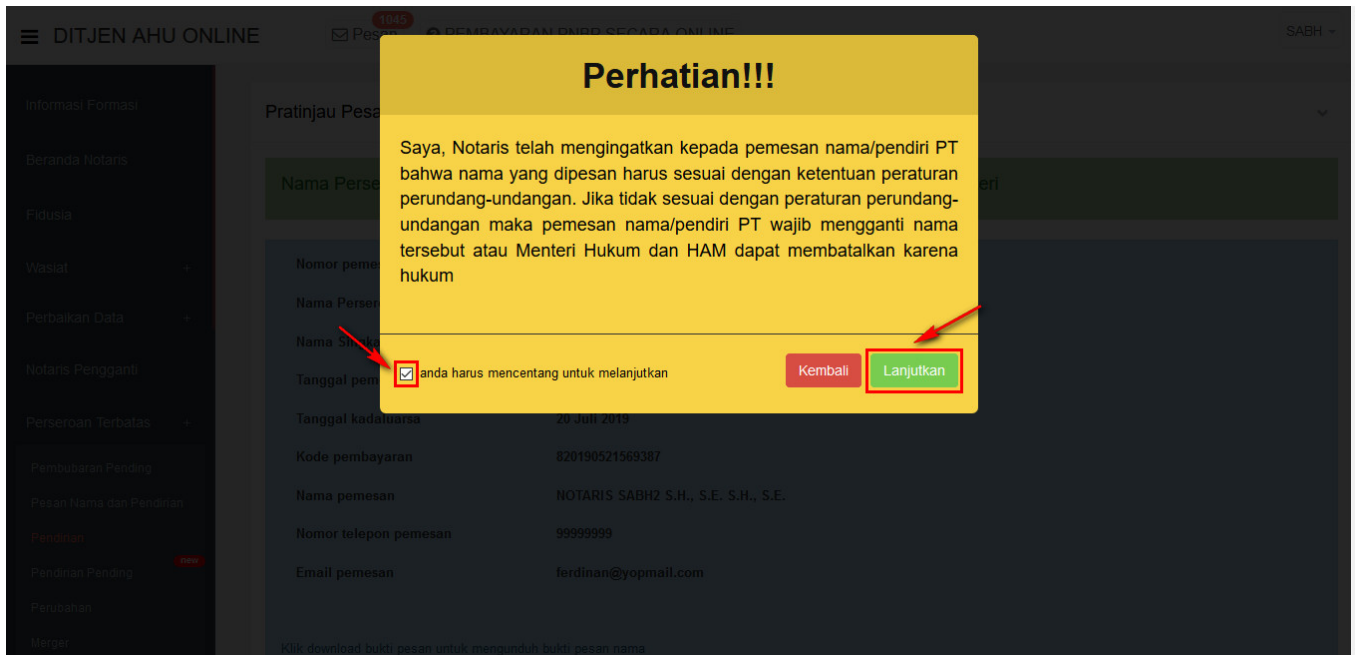 DITJEN AHU ONLINE
Pesan 1045
PEMBAYARAN PNBP SECARA ONLINE
SABH
Informasi Formasi
Beranda Notaris
Fidusia
Wasiat +
Perbaikan Data +
Notaris Pengganti
Perseroan Terbatas +
Pembubaran Pending
Pesan Nama dan Pendirian
Pendirian
Pendirian Pending new
Perubahan
Merger
Pratinjau Pesa
Nama Perse
eri
Perhatian!!!
Saya, Notaris telah mengingatkan kepada pemesan nama/pendiri PT
bahwa nama yang dipesan harus sesuai dengan ketentuan peraturan
perundang-undangan. Jika tidak sesuai dengan peraturan perundang-
undangan maka pemesan nama/pendiri PT wajib mengganti nama
tersebut atau Menteri Hukum dan HAM dapat membatalkan karena
hukum
anda harus mencentang untuk melanjutkan
Kembali
Lanjutkan
Nomor pemes
Nama Perser
Nama Singka
Tanggal pem
Tanggal kadaluarsa 20 Juli 2019
Kode pembayaran 820190521569387
Nama pemesan NOTARIS SABH2 S.H., S.E. S.H., S.E.
Nomor telepon pemesan 99999999
Email pemesan ferdinan@yopmail.com
Klik download bukti pesan untuk mengunduh bukti pesan nama